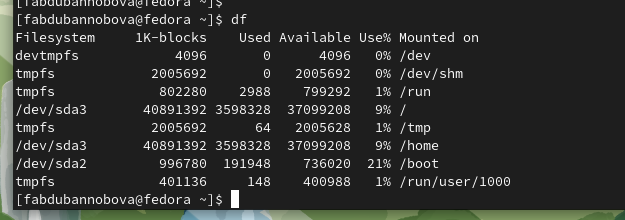 [fabdubannobova@fedora ~]$
[fabdubannobova@fedora ~]$ df
Filesystem     1K-blocks    Used Available Use% Mounted on
devtmpfs            4096       0      4096   0% /dev
tmpfs            2005692       0   2005692   0% /dev/shm
tmpfs             802280    2988    799292   1% /run
/dev/sda3       40891392 3598328  37099208   9% /
tmpfs            2005692      64   2005628   1% /tmp
/dev/sda3       40891392 3598328  37099208   9% /home
/dev/sda2         996780  191948    736020  21% /boot
tmpfs             401136     148    400988   1% /run/user/1000
[fabdubannobova@fedora ~]$